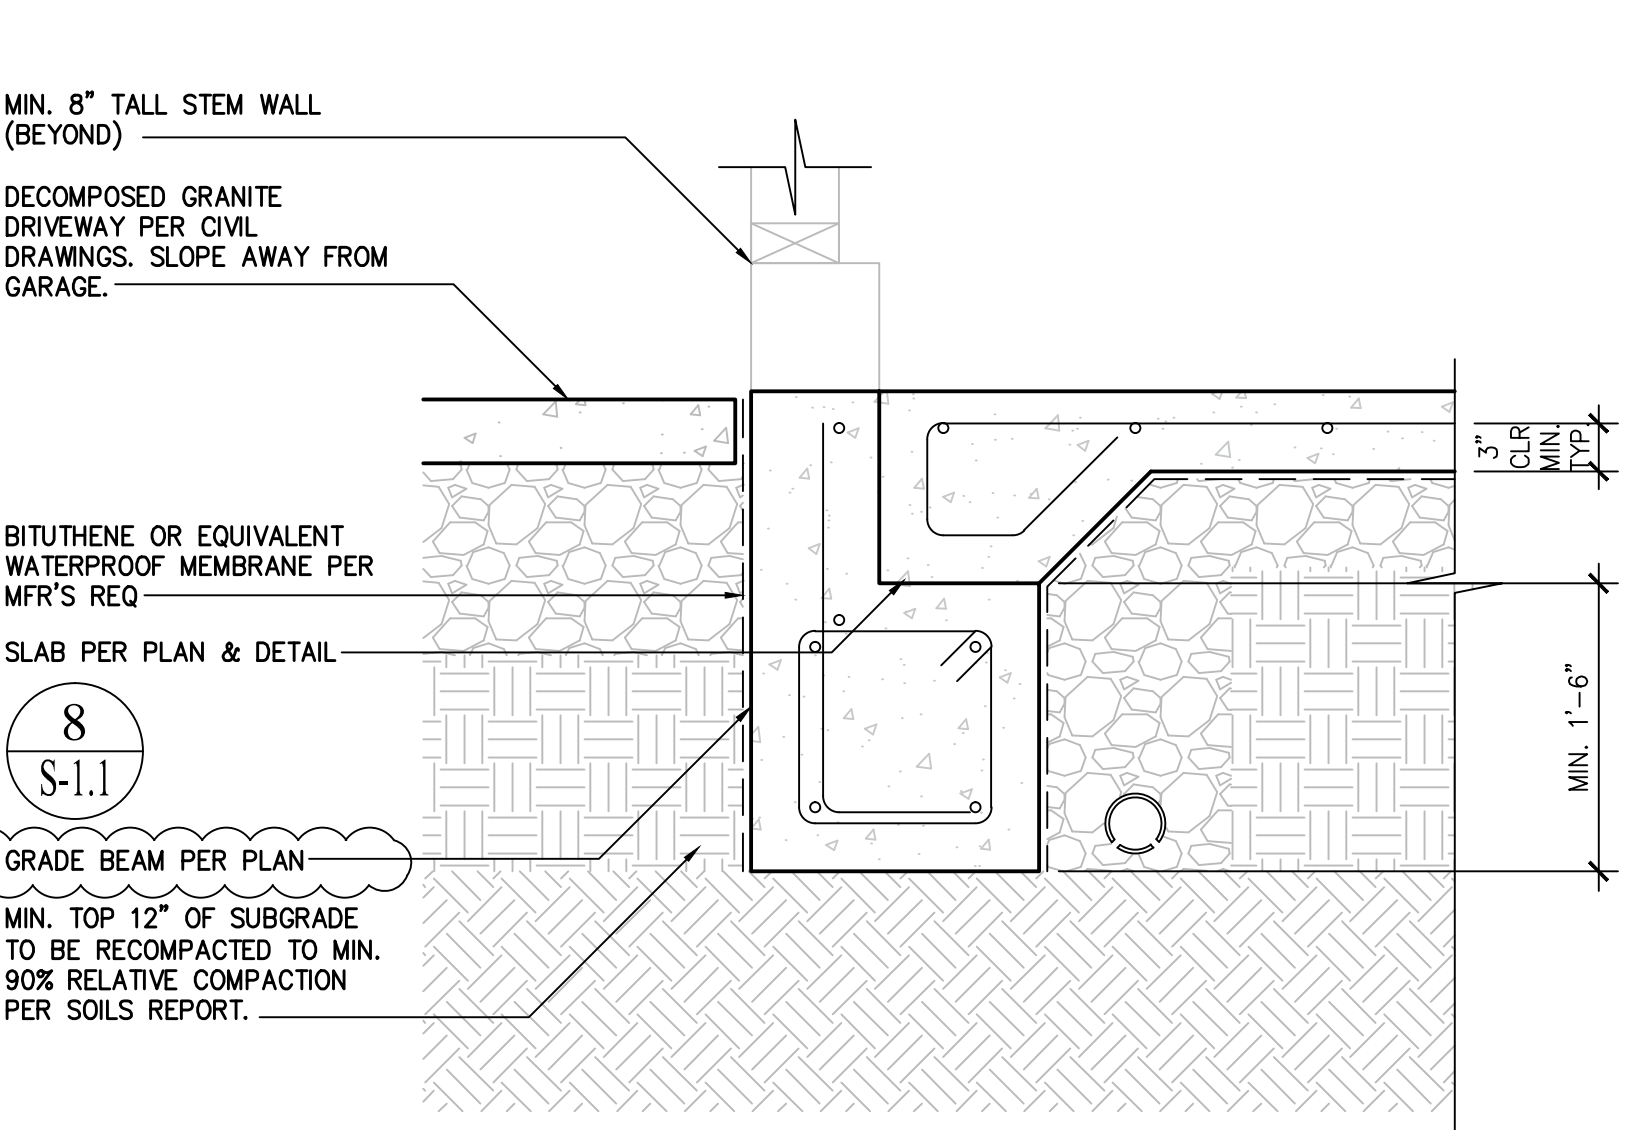 MIN. 8" TALL STEM WALL
(BEYOND)
DECOMPOSED GRANITE
DRIVEWAY PER CIVIL
DRAWINGS. SLOPE AWAY FROM
GARAGE.
BITUTHENE OR EQUIVALENT
WATERPROOF MEMBRANE PER
MFR'S REQ
SLAB PER PLAN & DETAIL
8
S-1.1
GRADE BEAM PER PLAN
MIN. TOP 12" OF SUBGRADE
TO BE RECOMPACTED TO MIN.
90% RELATIVE COMPACTION
PER SOILS REPORT.
3"
CLR
MIN.
TYP.
MIN. 1'-6"